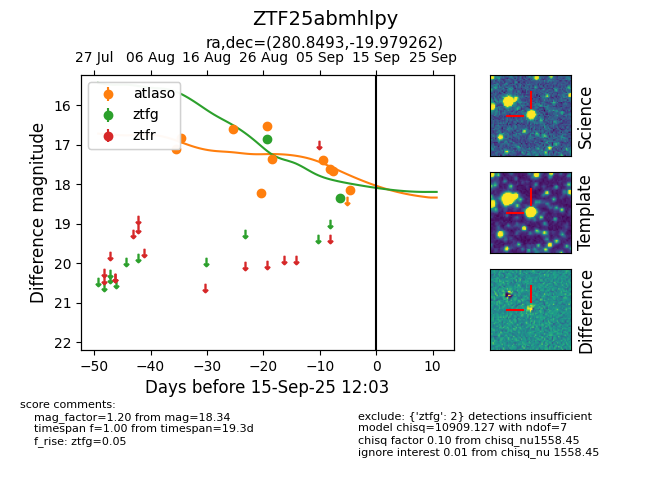 ZTF25abmhlpy
ra,dec=(280.8493,-19.979262)
27 Jul 06 Aug 16 Aug 26 Aug 05 Sep 15 Sep 25 Sep
atlaso
ztfg
ztfr
16
17
18
19
20
21
22
Difference magnitude
−50 −40 −30 −20 −10 0 10
Days before 15-Sep-25 12:03
Science
Template
Difference
score comments:
mag_factor=1.20 from mag=18.34
timespan f=1.00 from timespan=19.3d
f_rise: ztfg=0.05
exclude: {'ztfg': 2} detections insufficient
model chisq=10909.127 with ndof=7
chisq factor 0.10 from chisq_nu1558.45
ignore interest 0.01 from chisq_nu 1558.45